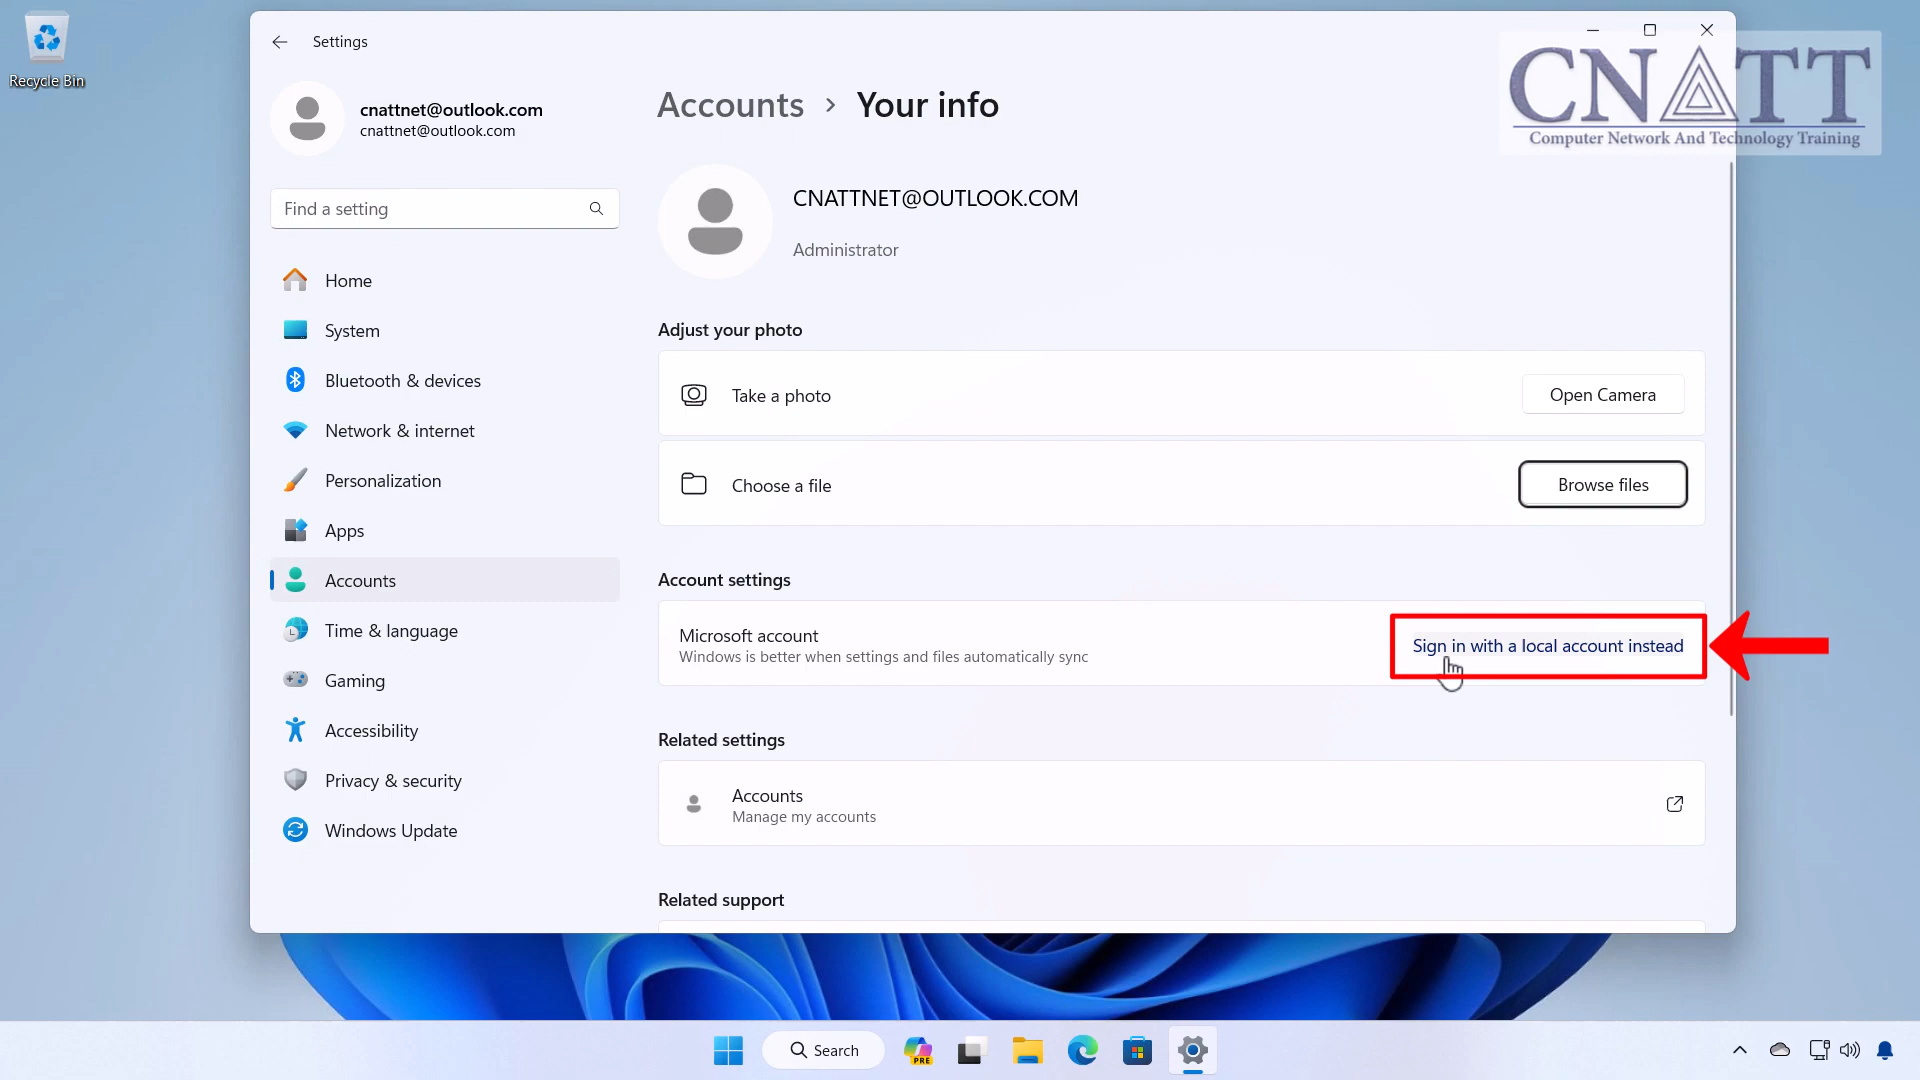 Recycle Bin
Settings
cnattnet@outlook.com
cnattnet@outlook.com
Find a setting
Home
System
Bluetooth & devices
Network & internet
Personalization
Apps
Accounts
Time & language
Gaming
Accessibility
Privacy & security
Windows Update
Accounts > Your info
CNATT
Computer Network And Technology Training
CNATTNET@OUTLOOK.COM
Administrator
Adjust your photo
Take a photo
Open Camera
Choose a file
Browse files
Account settings
Microsoft account
Windows is better when settings and files automatically sync
Sign in with a local account instead
Related settings
Accounts
Manage my accounts
Related support
Search
PRE